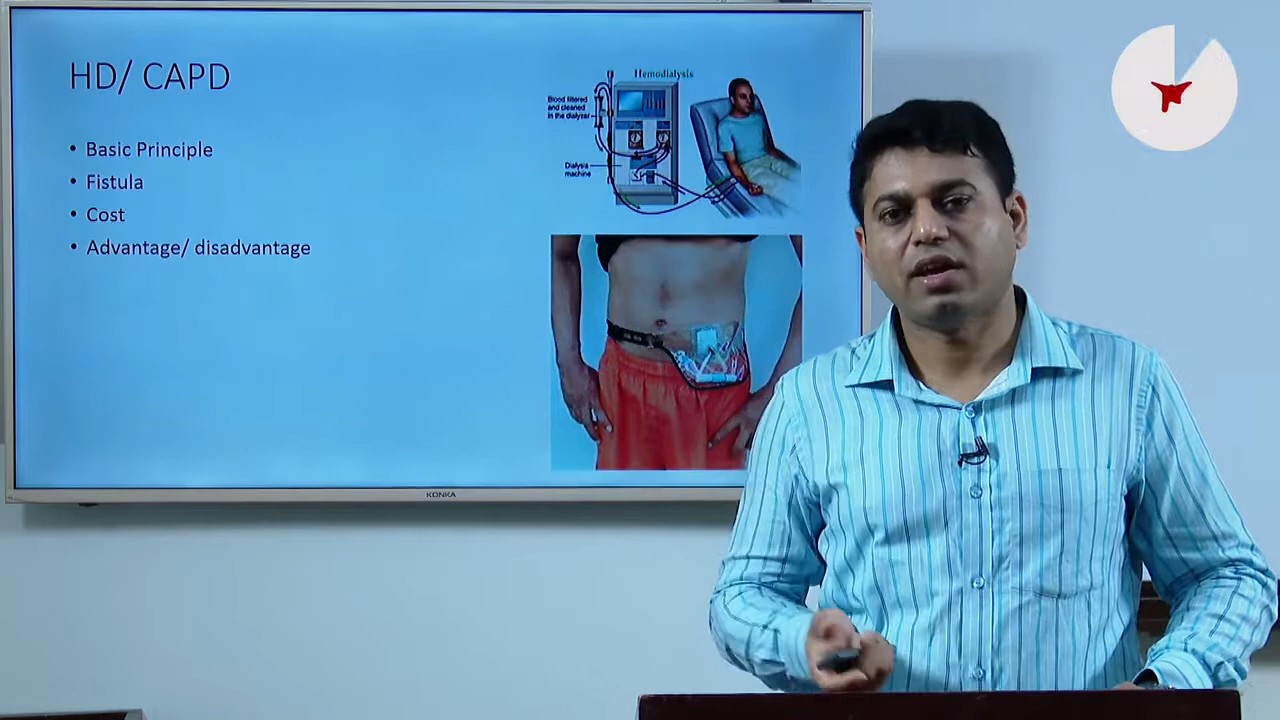 HD/ CAPD
• Basic Principle
• Fistula
• Cost
• Advantage/ disadvantage
Hemodialysis
Blood filtered
and cleaned
in the dialyzer
Dialysis
machine
KONKA